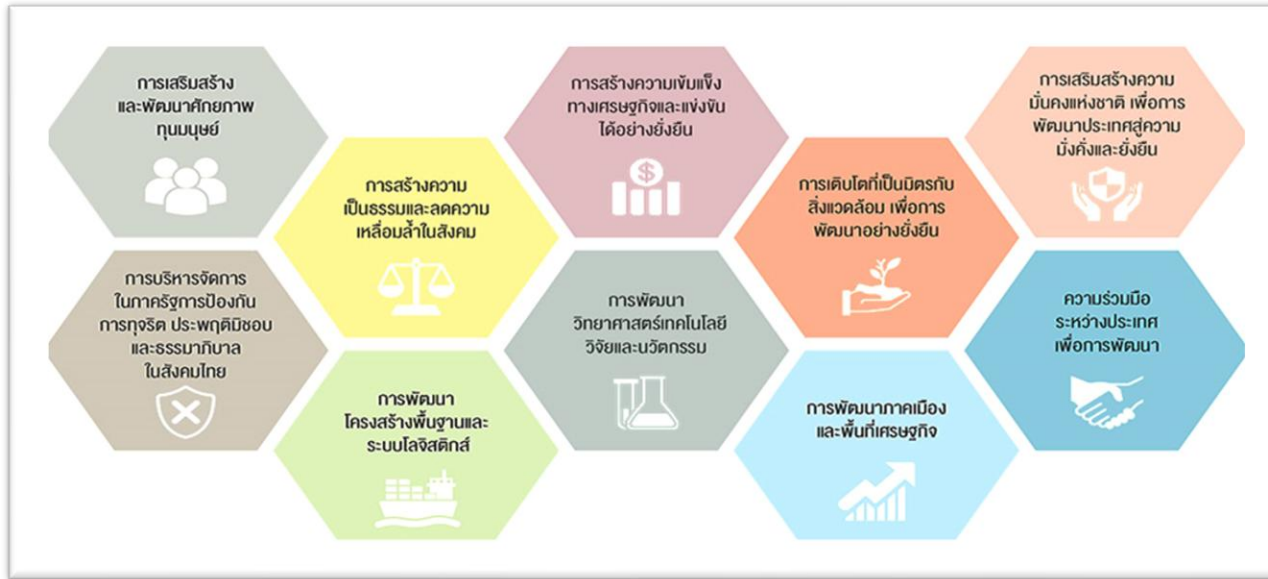 การเสริมสร้าง
และพัฒนาศักยภาพ
ทุนมนุษย์
การสร้างความ
เป็นธรรมและลดความ
เหลื่อมล้ำในสังคม
การสร้างความเข้มแข็ง
ทางเศรษฐกิจและแข่งขัน
ได้อย่างยั่งยืน
การเติบโตที่เป็นมิตรกับ
สิ่งแวดล้อม เพื่อการ
พัฒนาอย่างยั่งยืน
การเสริมสร้างความ
มั่นคงแห่งชาติ เพื่อการ
พัฒนาประเทศสู่ความ
มั่งคั่งและยั่งยืน
การบริหารจัดการ
ในภาครัฐการป้องกัน
การทุจริต ประพฤติมิชอบ
และธรรมาภิบาล
ในสังคมไทย
การพัฒนา
โครงสร้างพื้นฐานและ
ระบบโลจิสติกส์
การพัฒนา
วิทยาศาสตร์เทคโนโลยี
วิจัยและนวัตกรรม
การพัฒนาภาคเมือง
และพื้นที่เศรษฐกิจ
ความร่วมมือ
ระหว่างประเทศ
เพื่อการพัฒนา
$